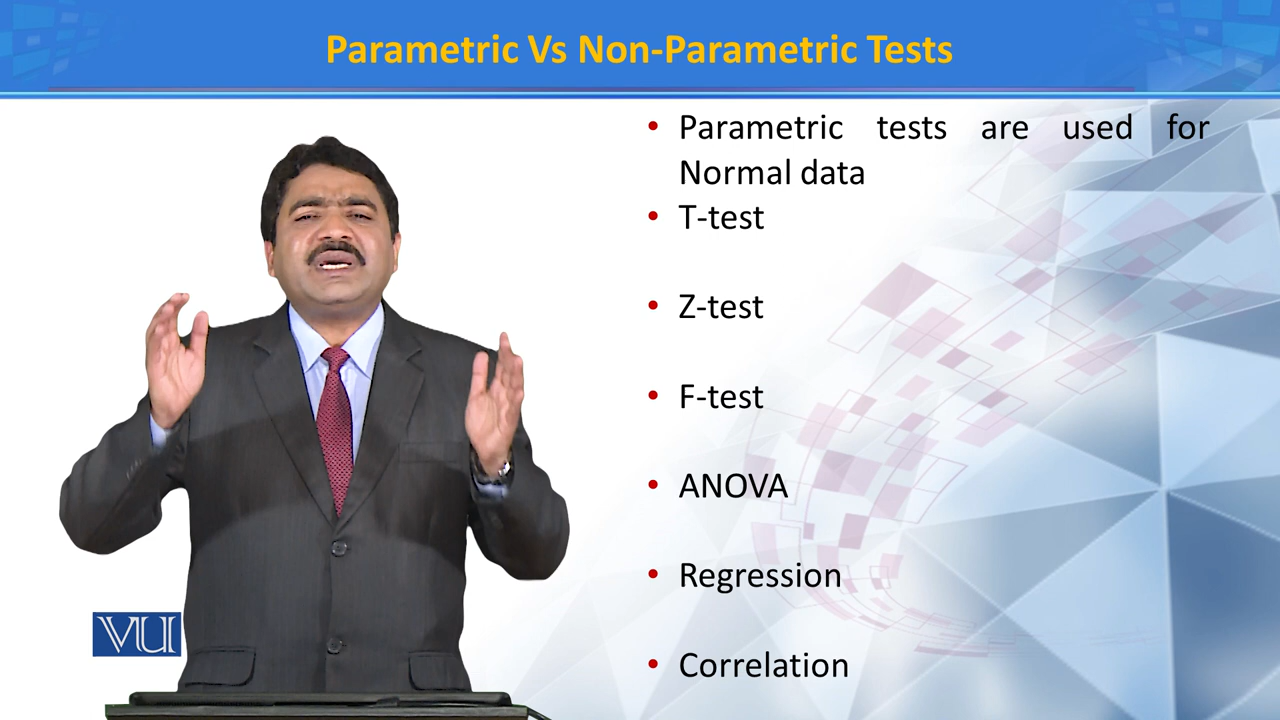 Parametric Vs Non-Parametric Tests
• Parametric tests are used for
Normal data
• T-test
• Z-test
• F-test
• ANOVA
• Regression
• Correlation
VU